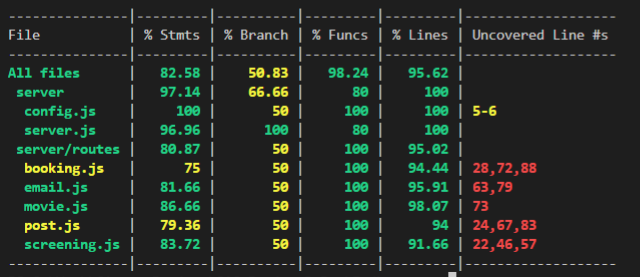 ---------------|---------|----------|---------|---------|-------------------
File           | % Stmts | % Branch | % Funcs | % Lines | Uncovered Line #s
---------------|---------|----------|---------|---------|-------------------
All files      |   82.58 |    50.83 |   98.24 |   95.62 |
 server        |   97.14 |    66.66 |      80 |     100 |
  config.js    |     100 |       50 |     100 |     100 | 5-6
  server.js    |   96.96 |      100 |      80 |     100 |
 server/routes |   80.87 |       50 |     100 |   95.02 |
  booking.js   |      75 |       50 |     100 |   94.44 | 28,72,88
  email.js     |   81.66 |       50 |     100 |   95.91 | 63,79
  movie.js     |   86.66 |       50 |     100 |   98.07 | 73
  post.js      |   79.36 |       50 |     100 |      94 | 24,67,83
  screening.js |   83.72 |       50 |     100 |   91.66 | 22,46,57
---------------|---------|----------|---------|---------|-------------------